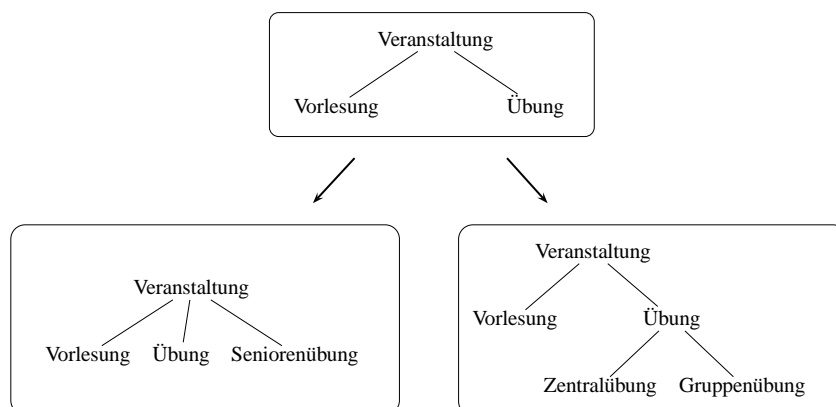 Veranstaltung
Vorlesung Übung
Veranstaltung
Vorlesung Übung Seniorenübung
Veranstaltung
Vorlesung Übung
Zentralübung Gruppenübung